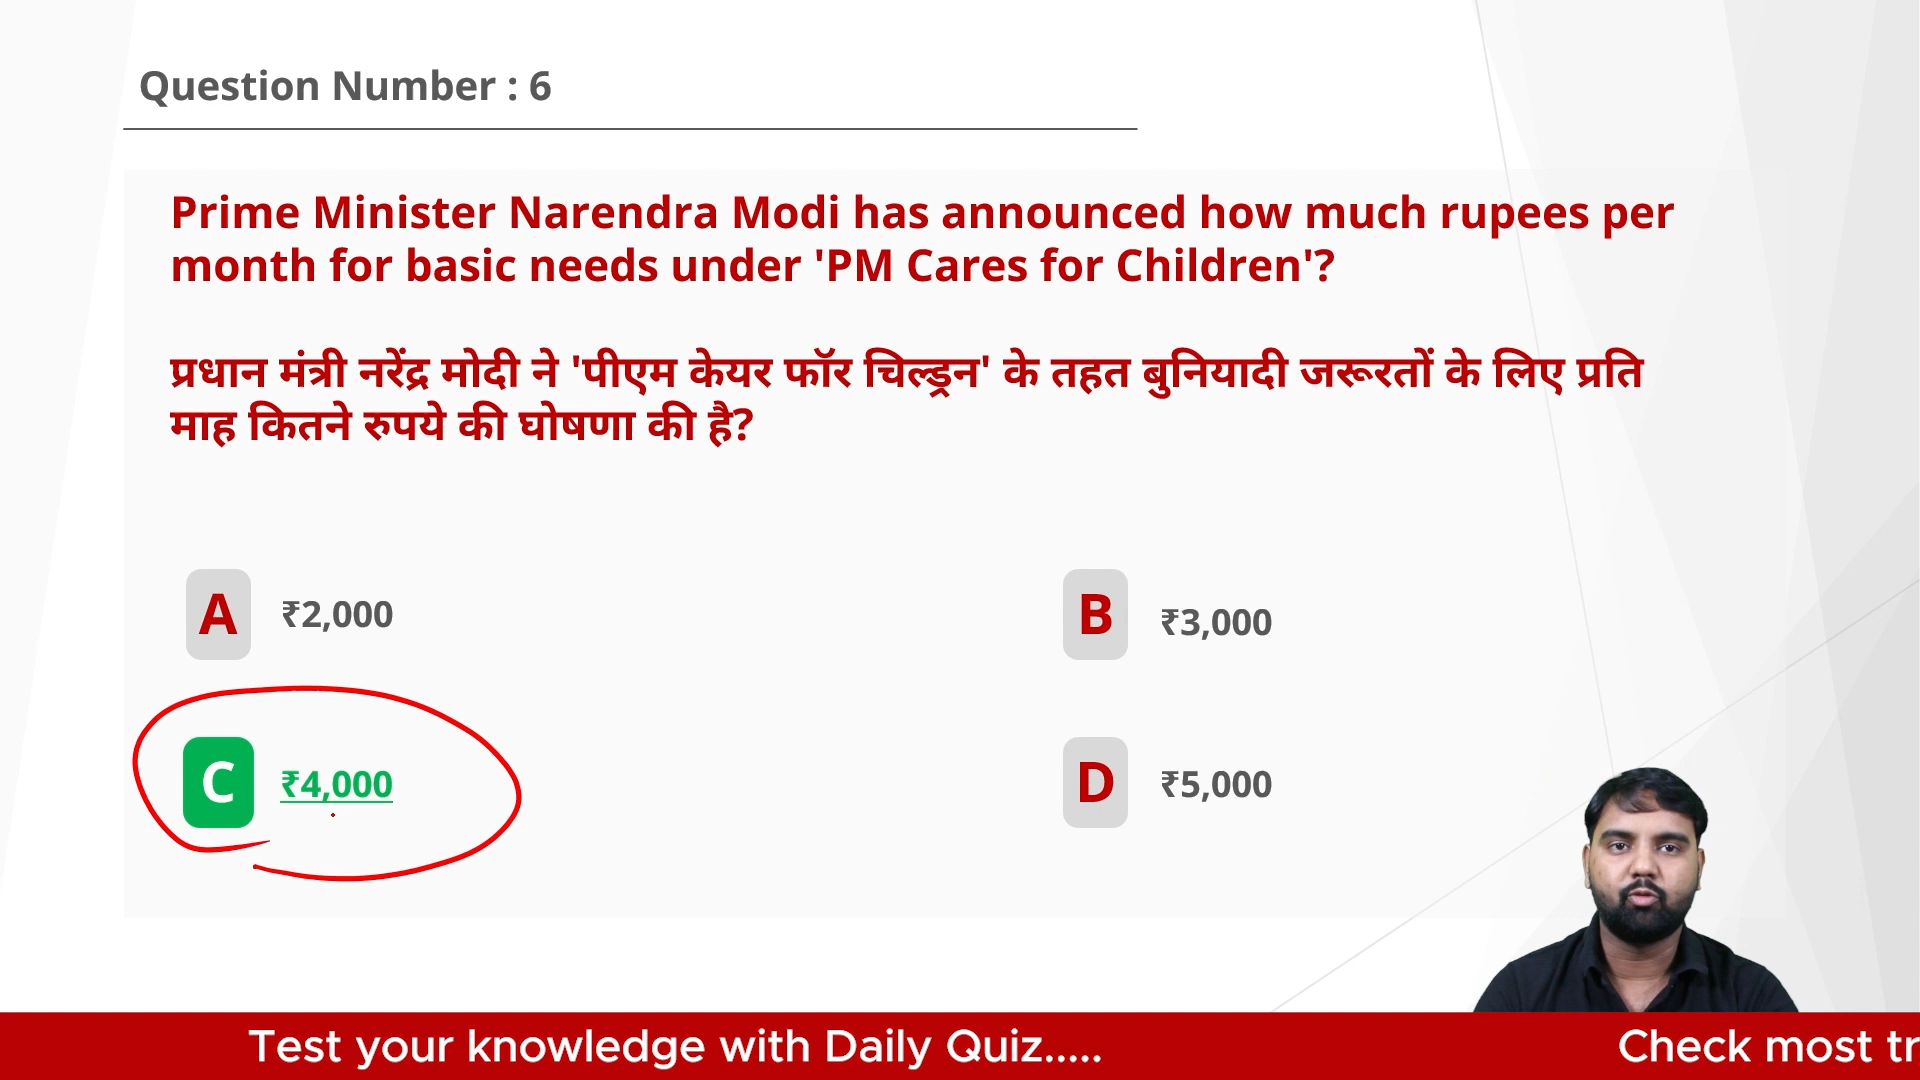 Question Number : 6
Prime Minister Narendra Modi has announced how much rupees per
month for basic needs under 'PM Cares for Children'?
प्रधान मंत्री नरेंद्र मोदी ने 'पीएम केयर फॉर चिल्ड्रन' के तहत बुनियादी जरूरतों के लिए प्रति
माह कितने रुपये की घोषणा की है?
A ₹2,000
B ₹3,000
C ₹4,000
D ₹5,000
Test your knowledge with Daily Quiz..... Check most tr